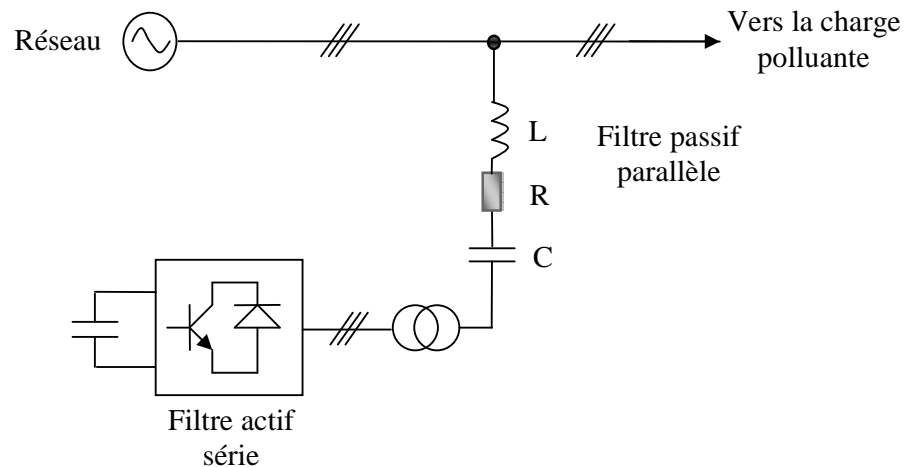 Réseau
Vers la charge
polluante
L
Filtre passif
parallèle
R
C
Filtre actif
série